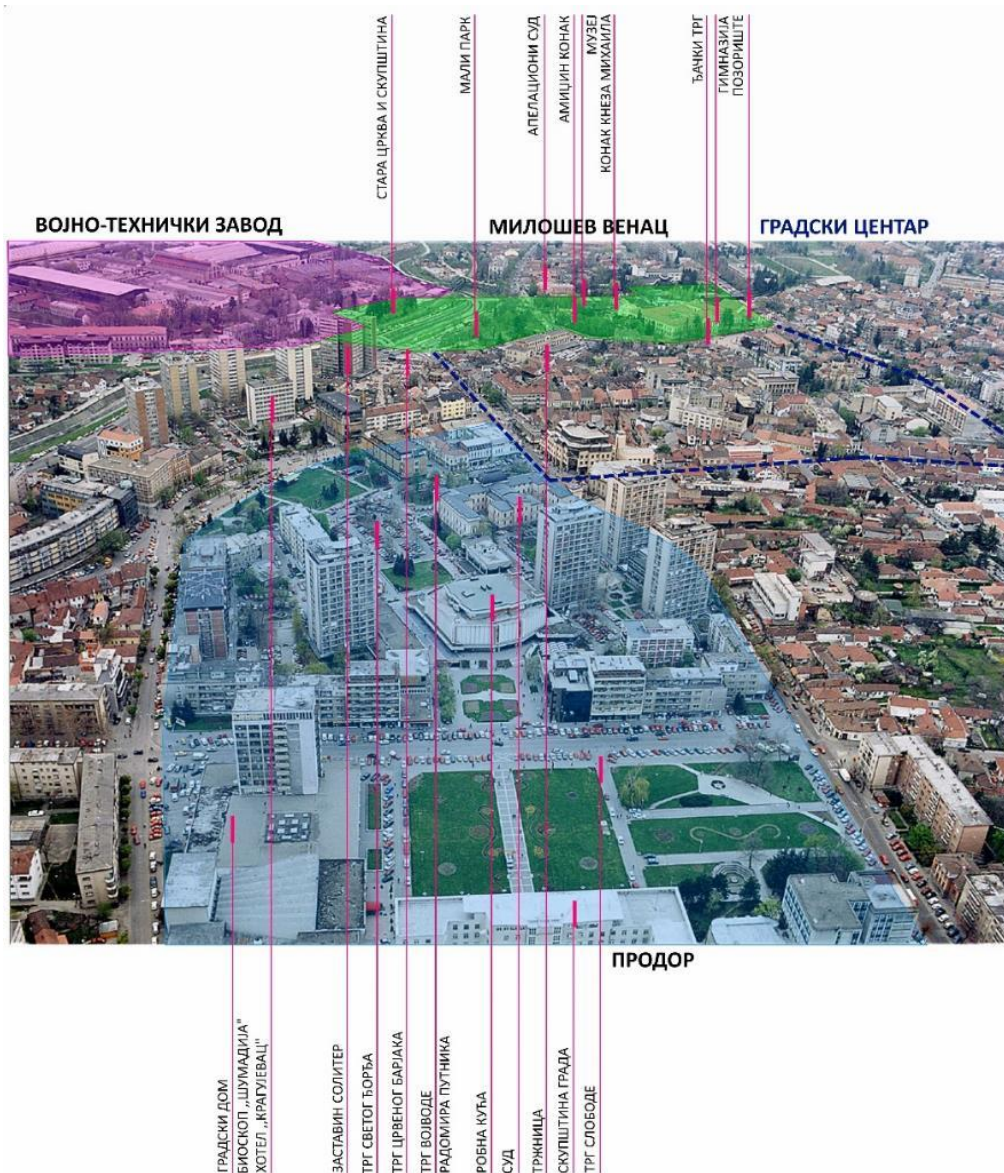 СТАРА ЦРКВА И СКУПШТИНА
МАЛИ ПАРК
АПЕЛАЦИОНИ СУД
АМИЏИН КОНАК
МУЗЕЈ
КОНАК КНЕЗА МИХАИЛА
ЂАЧКИ ТРГ
ГИМНАЗИЈА
ПОЗОРИШТЕ
ВОЈНО-ТЕХНИЧКИ ЗАВОД
МИЛОШЕВ ВЕНАЦ
ГРАДСКИ ЦЕНТАР
ПРОДОР
ГРАДСКИ ДОМ
БИОСКОП ,,ШУМАДИЈА"
ХОТЕЛ ,,КРАГУЈЕВАЦ"
ЗАСТАВИН СОЛИТЕР
ТРГ СВЕТОГ ЂОРЂА
ТРГ ЦРВЕНОГ БАРЈАКА
ТРГ ВОЈВОДЕ
РАДОМИРА ПУТНИКА
РОБНА КУЋА
СУД
ТРЖНИЦА
СКУПШТИНА ГРАДА
ТРГ СЛОБОДЕ